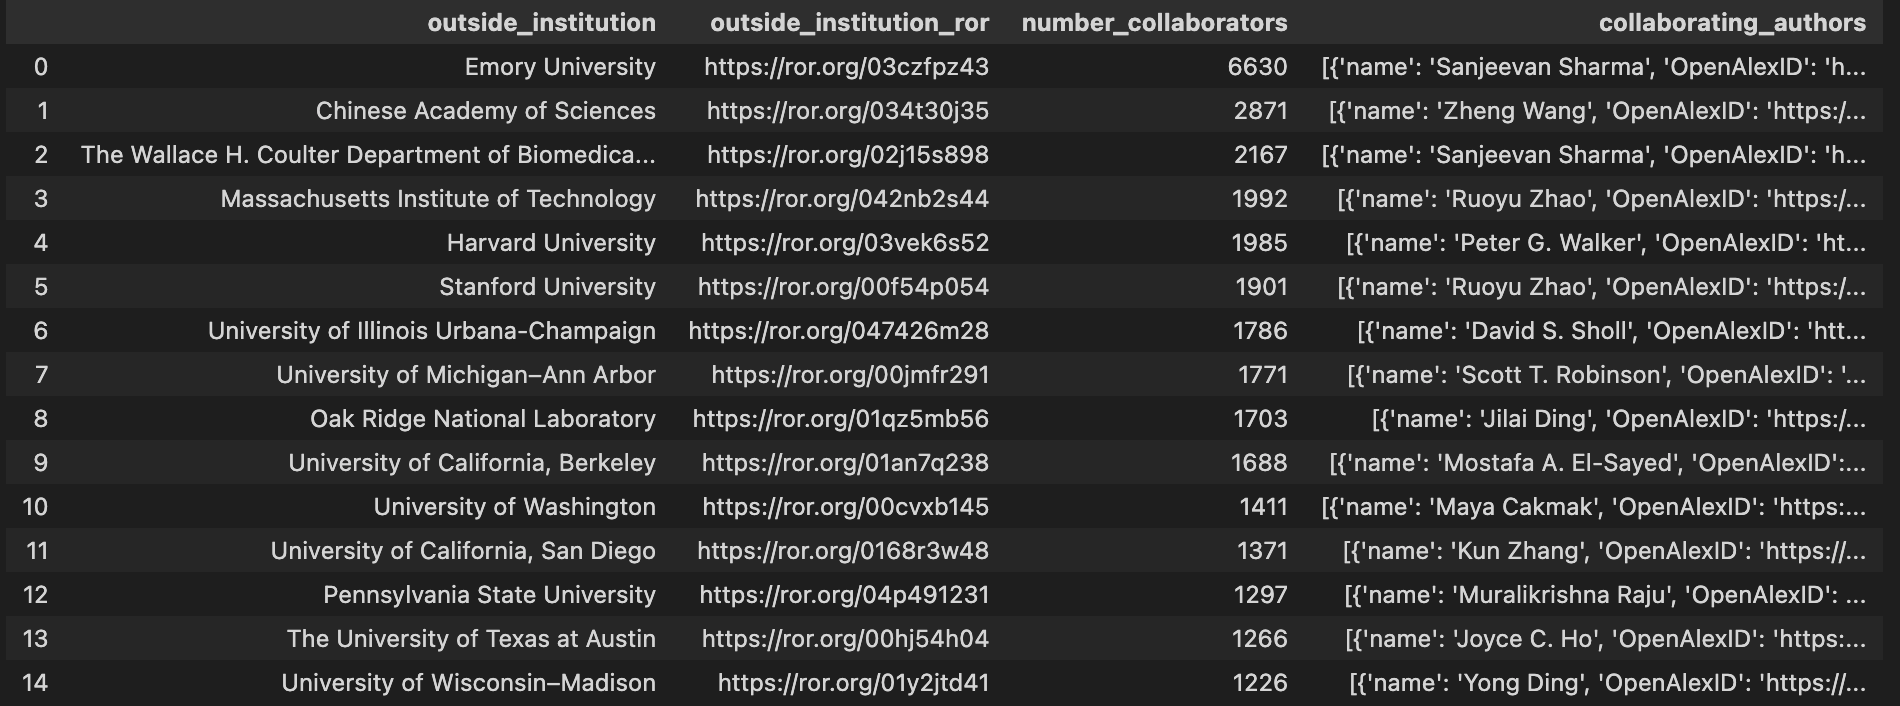 outside_institution outside_institution_ror number_collaborators collaborating_authors
0 Emory University https://ror.org/03czfpz43 6630 [{'name': 'Sanjeevan Sharma', 'OpenAlexID': 'h...
1 Chinese Academy of Sciences https://ror.org/034t30j35 2871 [{'name': 'Zheng Wang', 'OpenAlexID': 'https:/...
2 The Wallace H. Coulter Department of Biomedica... https://ror.org/02j15s898 2167 [{'name': 'Sanjeevan Sharma', 'OpenAlexID': 'h...
3 Massachusetts Institute of Technology https://ror.org/042nb2s44 1992 [{'name': 'Ruoyu Zhao', 'OpenAlexID': 'https:/...
4 Harvard University https://ror.org/03vek6s52 1985 [{'name': 'Peter G. Walker', 'OpenAlexID': 'ht...
5 Stanford University https://ror.org/00f54p054 1901 [{'name': 'Ruoyu Zhao', 'OpenAlexID': 'https:/...
6 University of Illinois Urbana-Champaign https://ror.org/047426m28 1786 [{'name': 'David S. Sholl', 'OpenAlexID': 'htt...
7 University of Michigan–Ann Arbor https://ror.org/00jmfr291 1771 [{'name': 'Scott T. Robinson', 'OpenAlexID': '...
8 Oak Ridge National Laboratory https://ror.org/01qz5mb56 1703 [{'name': 'Jilai Ding', 'OpenAlexID': 'https:/...
9 University of California, Berkeley https://ror.org/01an7q238 1688 [{'name': 'Mostafa A. El-Sayed', 'OpenAlexID':...
10 University of Washington https://ror.org/00cvxb145 1411 [{'name': 'Maya Cakmak', 'OpenAlexID': 'https:...
11 University of California, San Diego https://ror.org/0168r3w48 1371 [{'name': 'Kun Zhang', 'OpenAlexID': 'https://...
12 Pennsylvania State University https://ror.org/04p491231 1297 [{'name': 'Muralikrishna Raju', 'OpenAlexID': ...
13 The University of Texas at Austin https://ror.org/00hj54h04 1266 [{'name': 'Joyce C. Ho', 'OpenAlexID': 'https:...
14 University of Wisconsin–Madison https://ror.org/01y2jtd41 1226 [{'name': 'Yong Ding', 'OpenAlexID': 'https://...